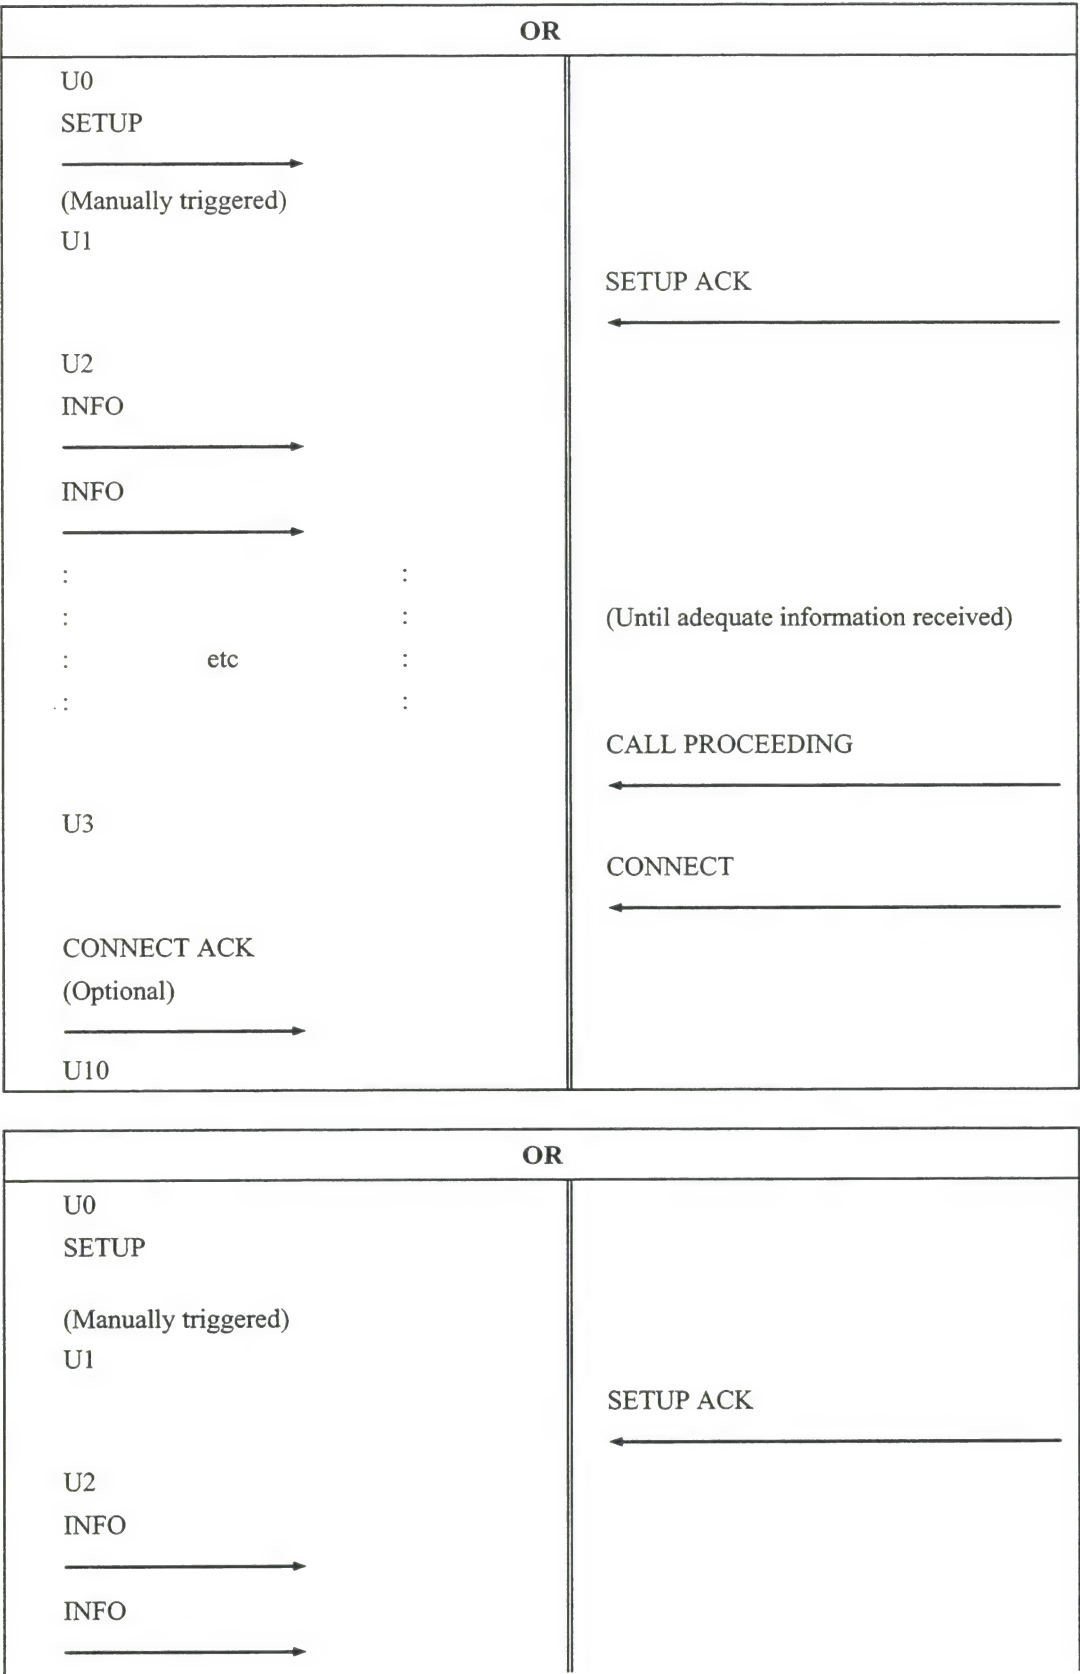 OR
U0
SETUP
(Manually triggered)
U1
SETUP ACK
U2
INFO
INFO
: :
: : (Until adequate information received)
: etc :
: :
CALL PROCEEDING
U3
CONNECT
CONNECT ACK
(Optional)
U10
OR
U0
SETUP
(Manually triggered)
U1
SETUP ACK
U2
INFO
INFO